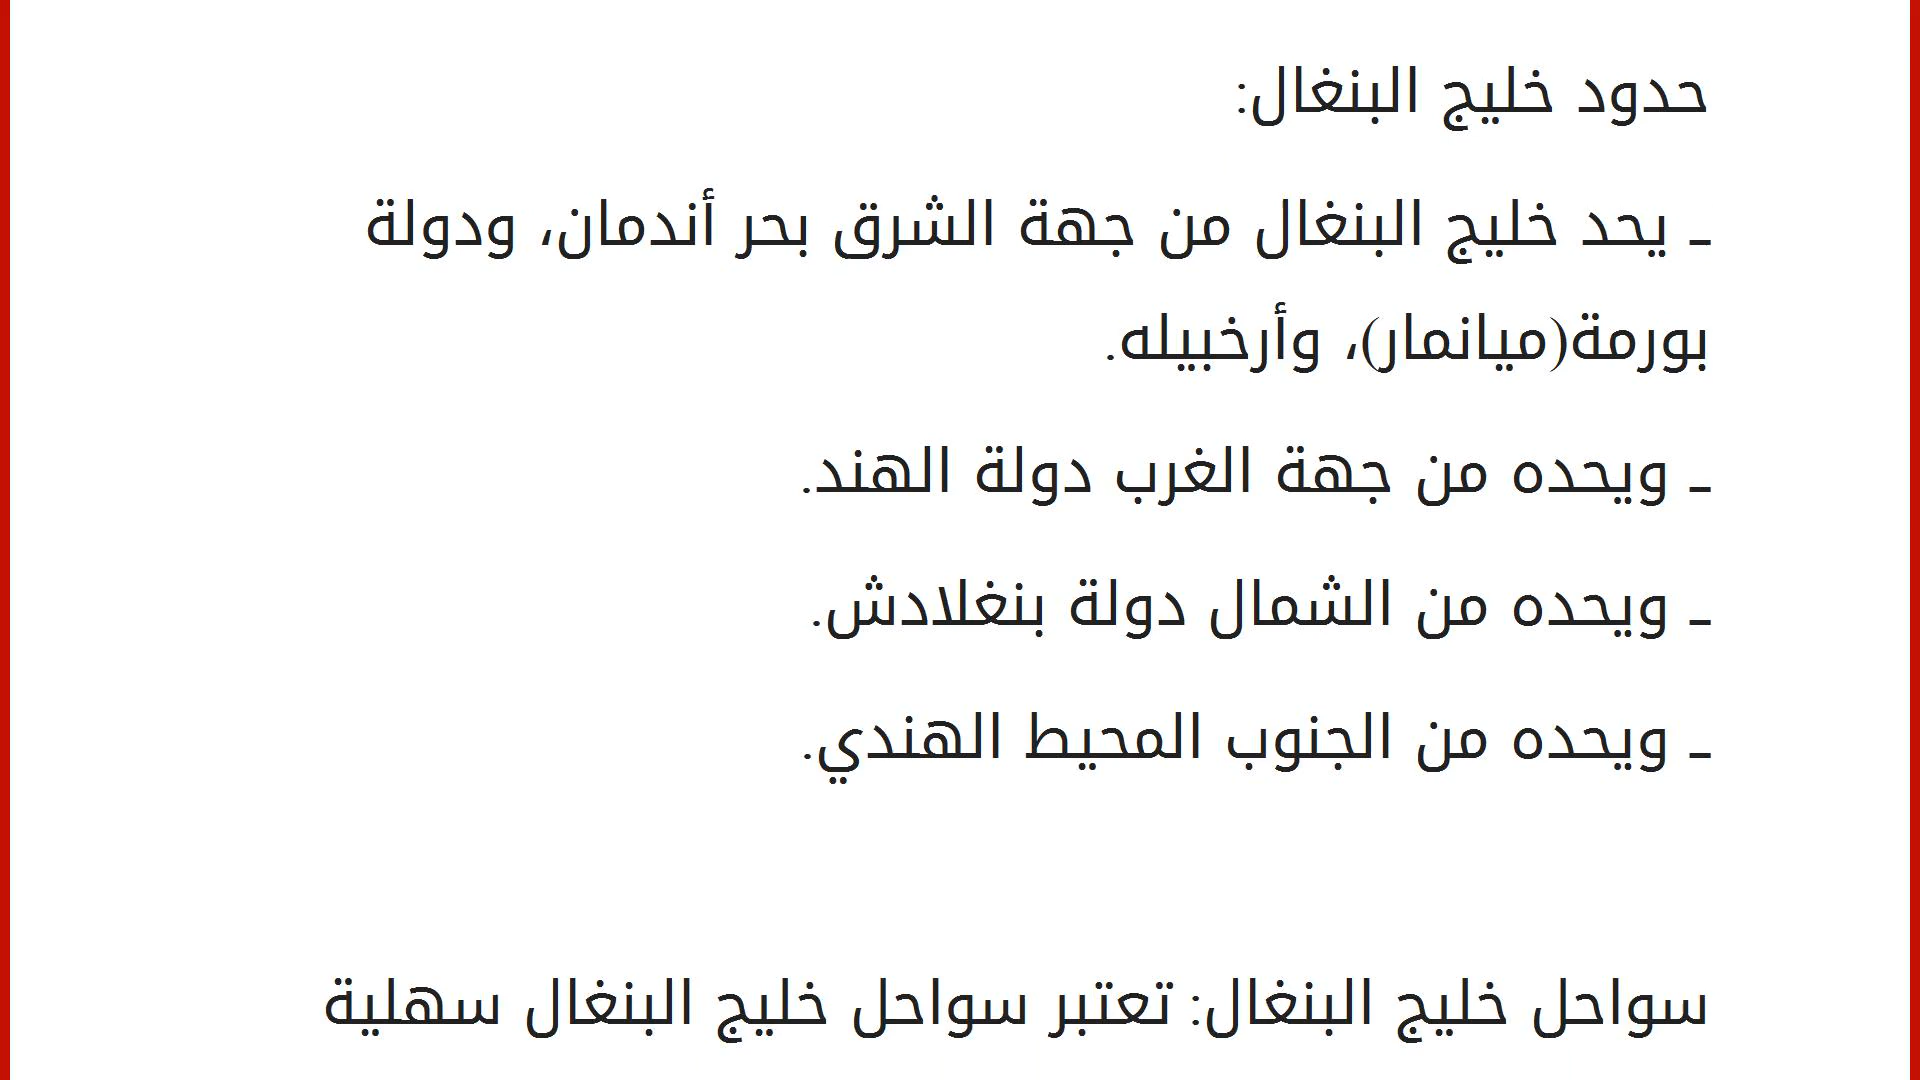 حدود خليج البنغال:
ـ يحد خليج البنغال من جهة الشرق بحر أندمان، ودولة
بورمة(ميانمار)، وأرخبيله.
ـ ويحده من جهة الغرب دولة الهند.
ـ ويحده من الشمال دولة بنغلادش.
ـ ويحده من الجنوب المحيط الهندي.
سواحل خليج البنغال: تعتبر سواحل خليج البنغال سهلية